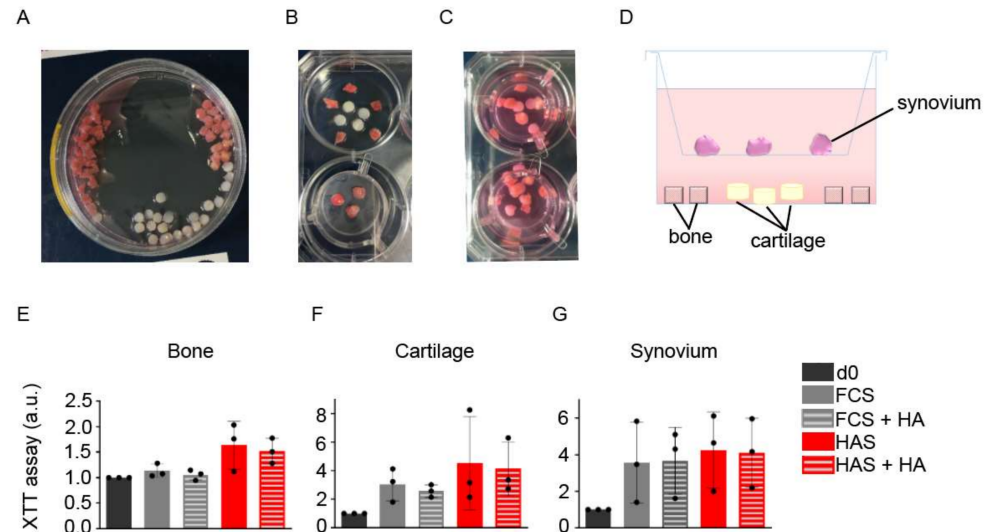 A
B
C
D
synovium
bone
cartilage
E
F
G
Bone
Cartilage
Synovium
XTT assay (a.u.)
2.5
2.0
1.5
1.0
0.5
0.0
8
6
4
2
0
6
4
2
0
d0
FCS
FCS + HA
HAS
HAS + HA